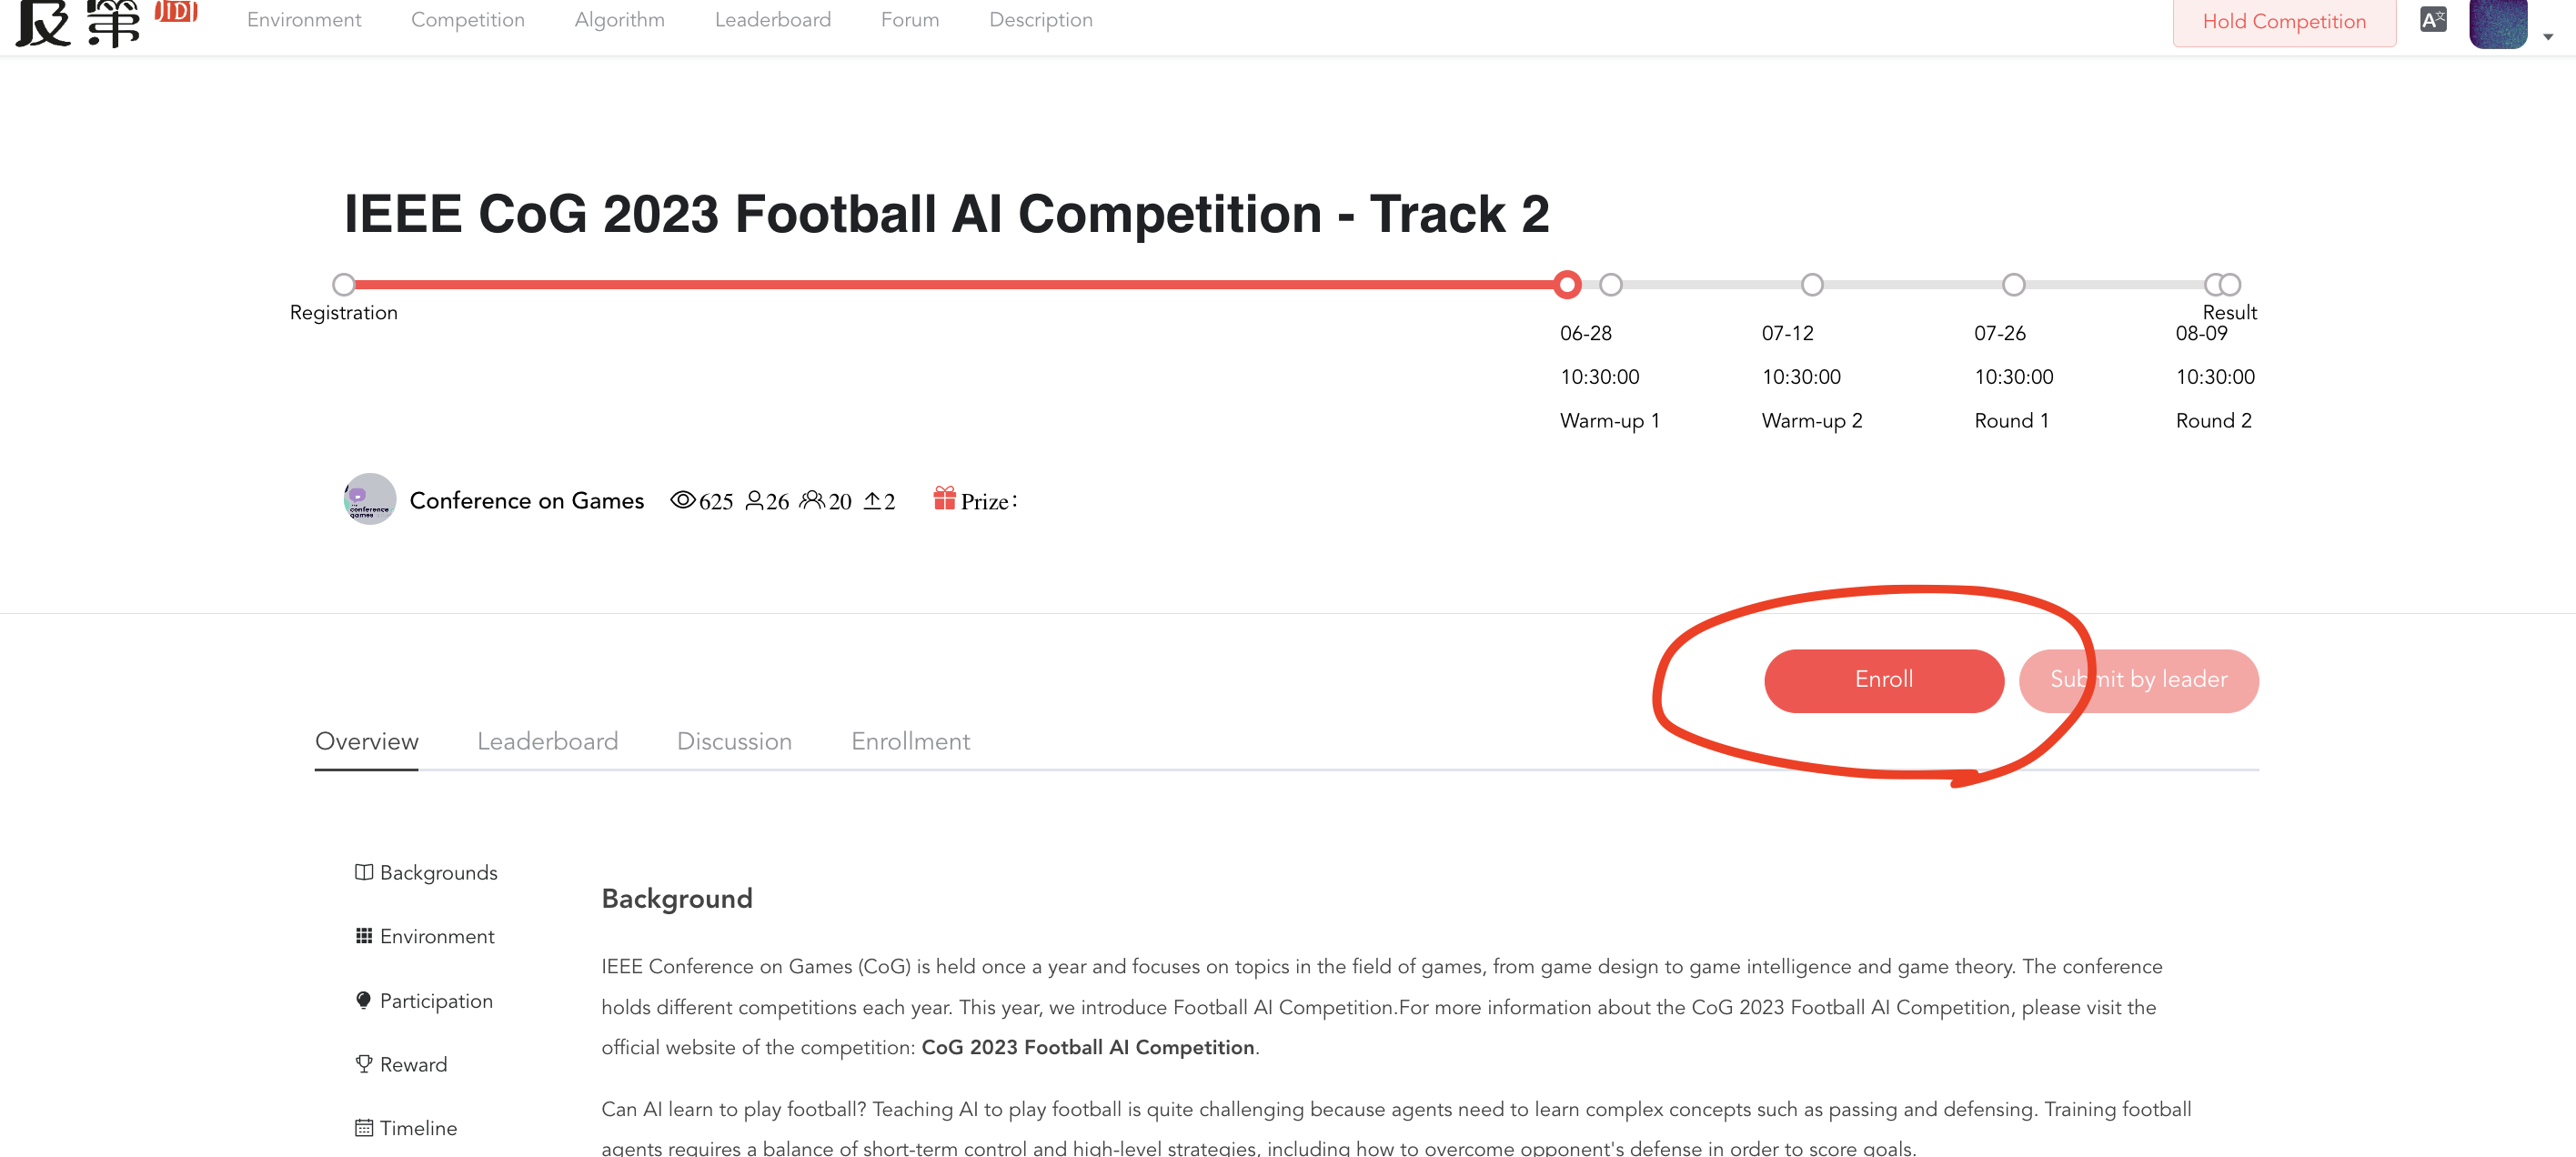 及第 JIDI
Environment Competition Algorithm Leaderboard Forum Description
Hold Competition
A文
IEEE CoG 2023 Football AI Competition - Track 2
Registration
Result
06-28 07-12 07-26 08-09
10:30:00 10:30:00 10:30:00 10:30:00
Warm-up 1 Warm-up 2 Round 1 Round 2
conference games
Conference on Games 625 26 20 2 Prize:
Enroll Submit by leader
Overview Leaderboard Discussion Enrollment
Backgrounds
Environment
Participation
Reward
Timeline
Background
IEEE Conference on Games (CoG) is held once a year and focuses on topics in the field of games, from game design to game intelligence and game theory. The conference
holds different competitions each year. This year, we introduce Football AI Competition.For more information about the CoG 2023 Football AI Competition, please visit the
official website of the competition: CoG 2023 Football AI Competition.
Can AI learn to play football? Teaching AI to play football is quite challenging because agents need to learn complex concepts such as passing and defensing. Training football
agents requires a balance of short-term control and high-level strategies, including how to overcome opponent's defense in order to score goals.